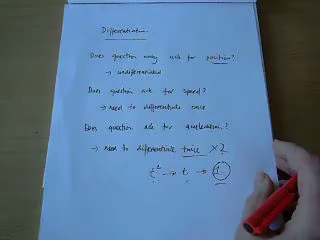 Differentiation
Does question only ask for position?
→ undifferentiated
Does question ask for speed?
→ need to differentiate once
Does question ask for acceleration?
→ need to differentiate twice ×2
t² → t → 1